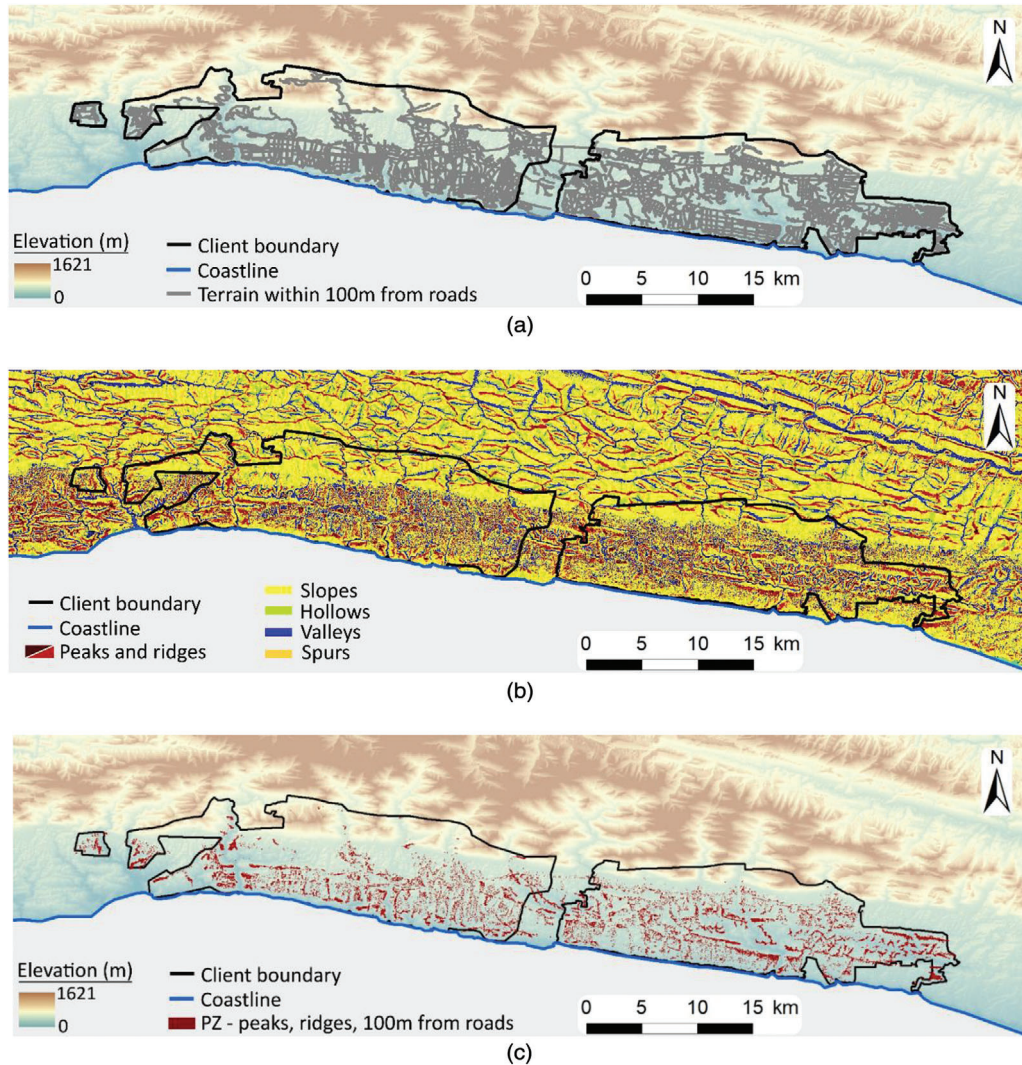 N
Elevation (m)
1621
0
Client boundary
Coastline
Terrain within 100m from roads
0 5 10 15 km
(a)
N
Client boundary
Coastline
Peaks and ridges
Slopes
Hollows
Valleys
Spurs
0 5 10 15 km
(b)
N
Elevation (m)
1621
0
Client boundary
Coastline
PZ - peaks, ridges, 100m from roads
0 5 10 15 km
(c)